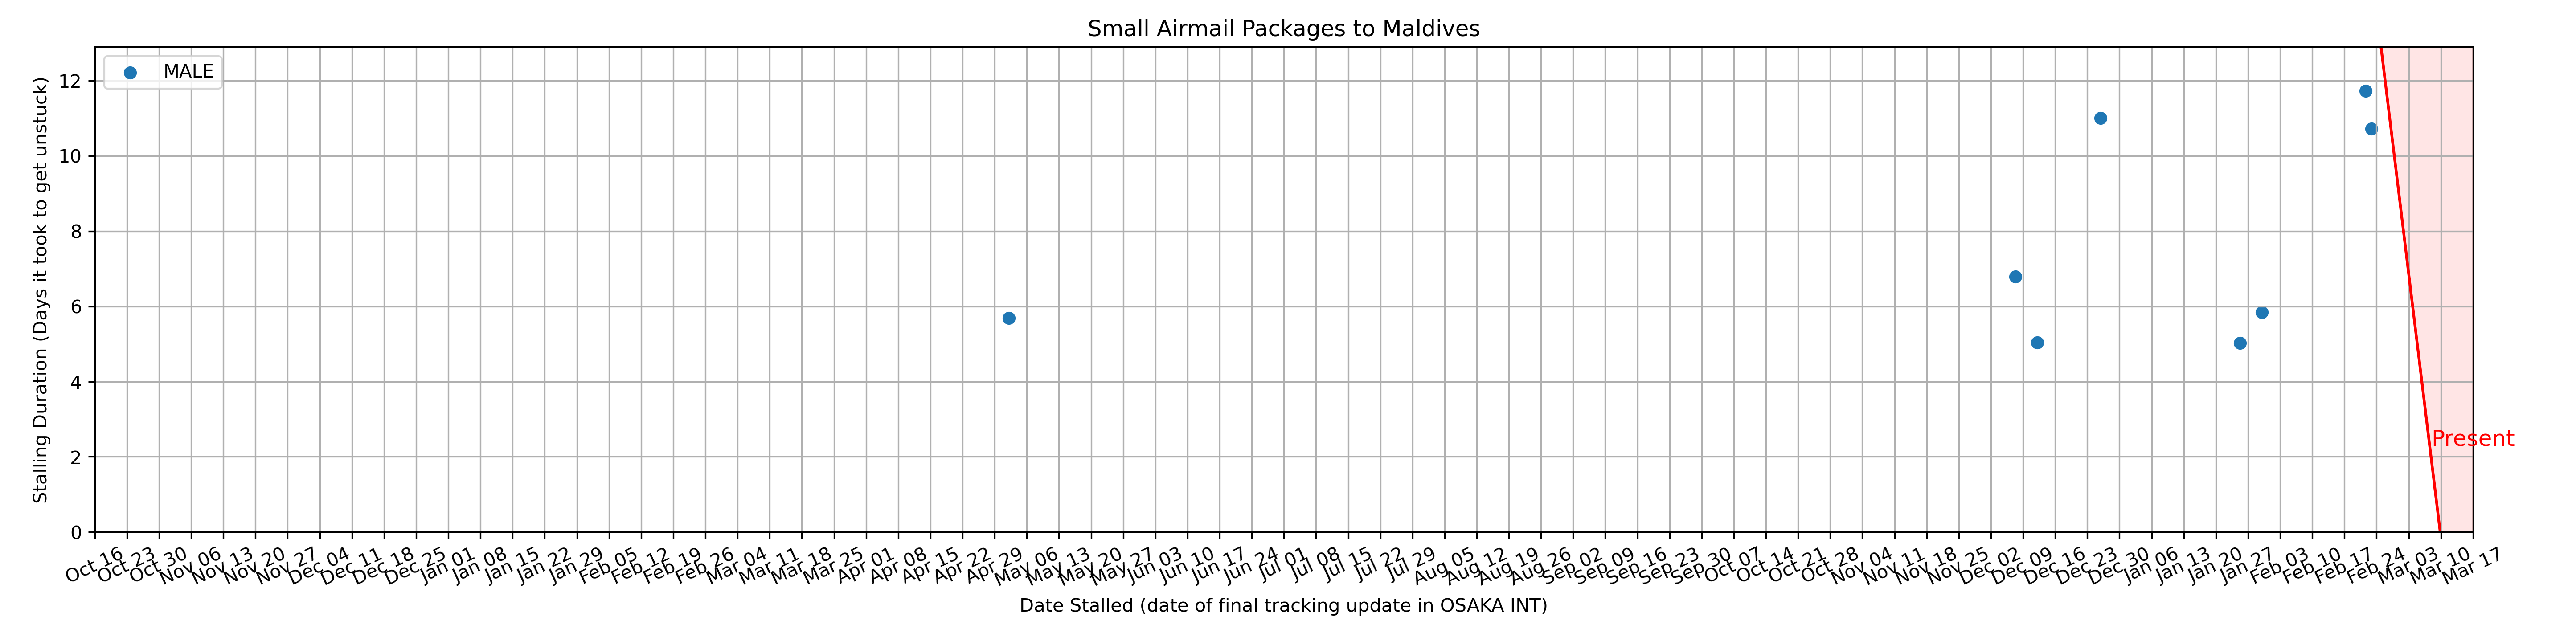 Small Airmail Packages to Maldives
MALE
Stalling Duration (Days it took to get unstuck)
12
10
8
6
4
2
0
Present
Oct 16
Oct 23
Oct 30
Nov 06
Nov 13
Nov 20
Nov 27
Dec 04
Dec 11
Dec 18
Dec 25
Jan 01
Jan 08
Jan 15
Jan 22
Jan 29
Feb 05
Feb 12
Feb 19
Feb 26
Mar 04
Mar 11
Mar 18
Mar 25
Apr 01
Apr 08
Apr 15
Apr 22
Apr 29
May 06
May 13
May 20
May 27
Jun 03
Jun 10
Jun 17
Jun 24
Jul 01
Jul 08
Jul 15
Jul 22
Jul 29
Aug 05
Aug 12
Aug 19
Aug 26
Sep 02
Sep 09
Sep 16
Sep 23
Sep 30
Oct 07
Oct 14
Oct 21
Oct 28
Nov 04
Nov 11
Nov 18
Nov 25
Dec 02
Dec 09
Dec 16
Dec 23
Dec 30
Jan 06
Jan 13
Jan 20
Jan 27
Feb 03
Feb 10
Feb 17
Feb 24
Mar 03
Mar 10
Mar 17
Date Stalled (date of final tracking update in OSAKA INT)